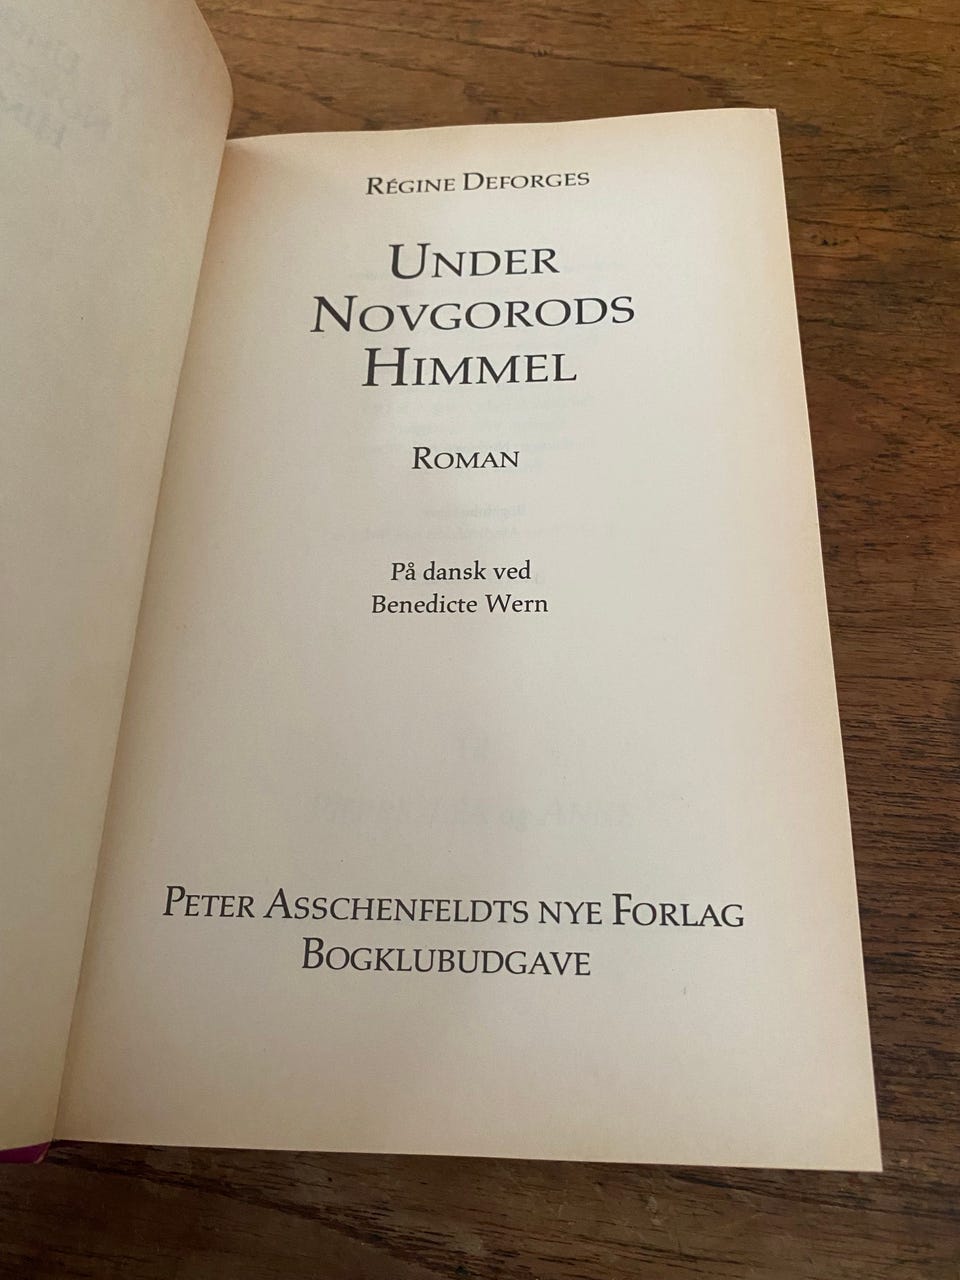 Régine Deforges
Under
Novgorods
Himmel
Roman
På dansk ved
Benedicte Wern
Peter Asschenfeldts nye Forlag
Bogklubudgave